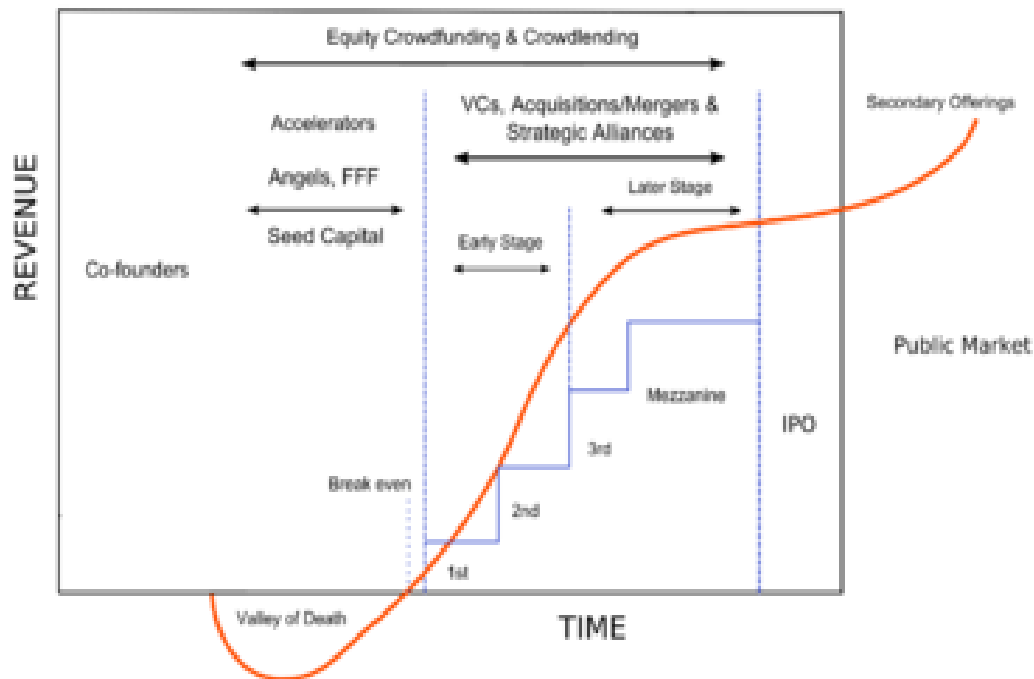 Equity Crowdfunding & Crowdlending
VCs, Acquisitions/Mergers &
Strategic Alliances
Secondary Offerings
Accelerators
Angels, FFF
Later Stage
Seed Capital
Early Stage
Co-founders
REVENUE
Public Market
Mezzanine
IPO
3rd
Break even
2nd
1st
Valley of Death
TIME